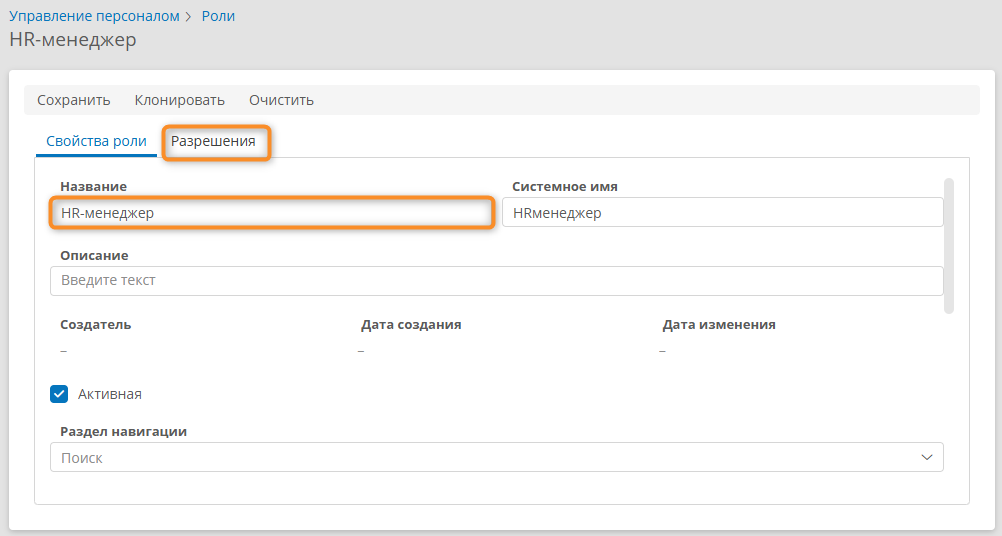 Управление персоналом > Роли
HR-менеджер
Сохранить Клонировать Очистить
Свойства роли Разрешения
Название Системное имя
HR-менеджер HRменеджер
Описание
Введите текст
Создатель Дата создания Дата изменения
– – –
Активная
Раздел навигации
Поиск